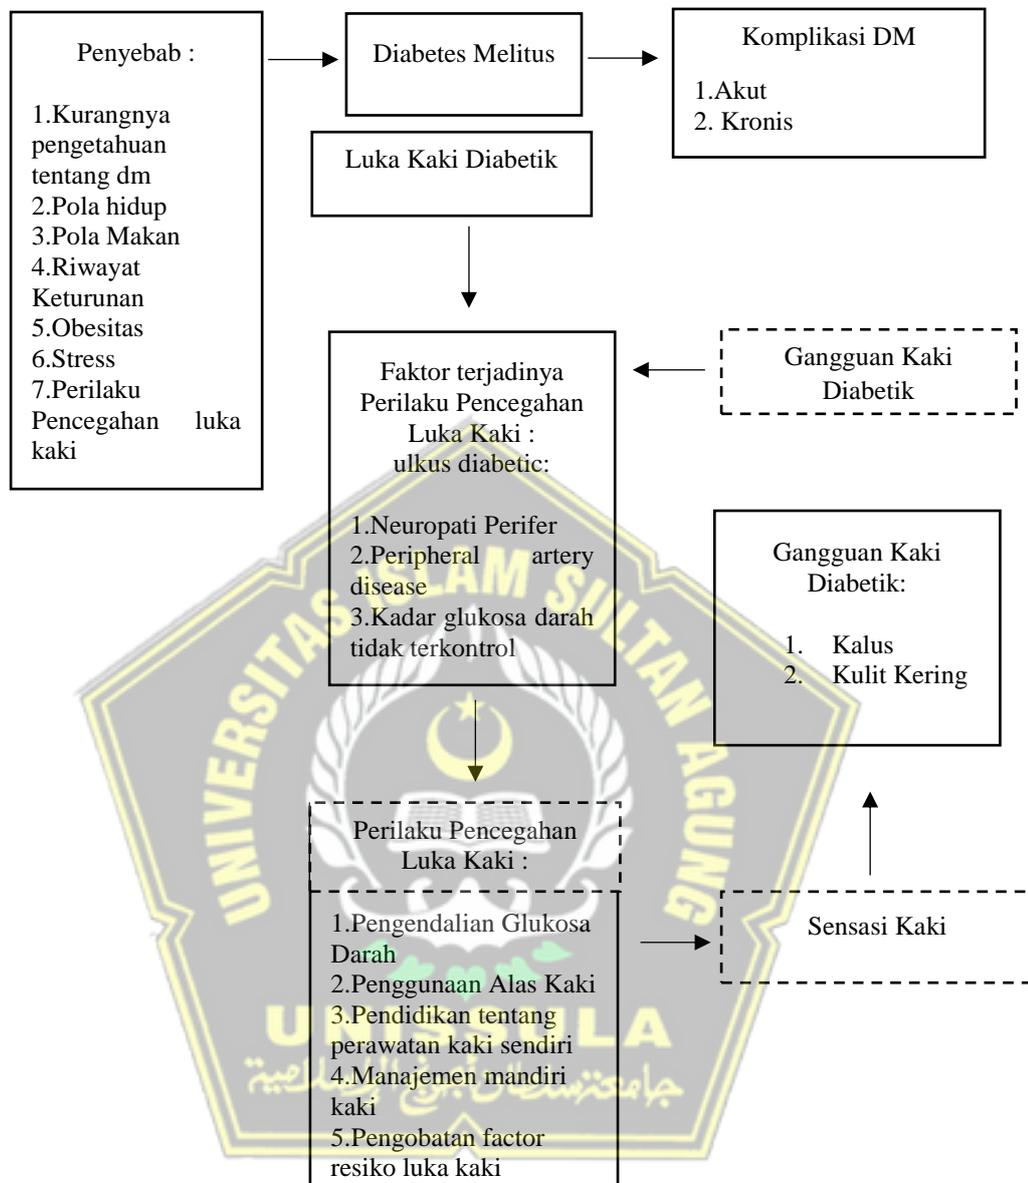 Penyebab :
1.Kurangnya
pengetahuan
tentang dm
2.Pola hidup
3.Pola Makan
4.Riwayat
Keturunan
5.Obesitas
6.Stress
7.Perilaku
Pencegahan luka
kaki
Diabetes Melitus
Komplikasi DM
1.Akut
2. Kronis
Luka Kaki Diabetik
Faktor terjadinya
Perilaku Pencegahan
Luka Kaki :
ulkus diabetic:
1.Neuropati Perifer
2.Peripheral artery
disease
3.Kadar glukosa darah
tidak terkontrol
Gangguan Kaki
Diabetik
Gangguan Kaki
Diabetik:
1. Kalus
2. Kulit Kering
Perilaku Pencegahan
Luka Kaki :
1.Pengendalian Glukosa
Darah
2.Penggunaan Alas Kaki
3.Pendidikan tentang
perawatan kaki sendiri
4.Manajemen mandiri
kaki
5.Pengobatan factor
resiko luka kaki
Sensasi Kaki
UNIVERSITAS ISLAM SULTAN AGUNG
UNISSULA
جامعة سلطان أجونج الإسلامية